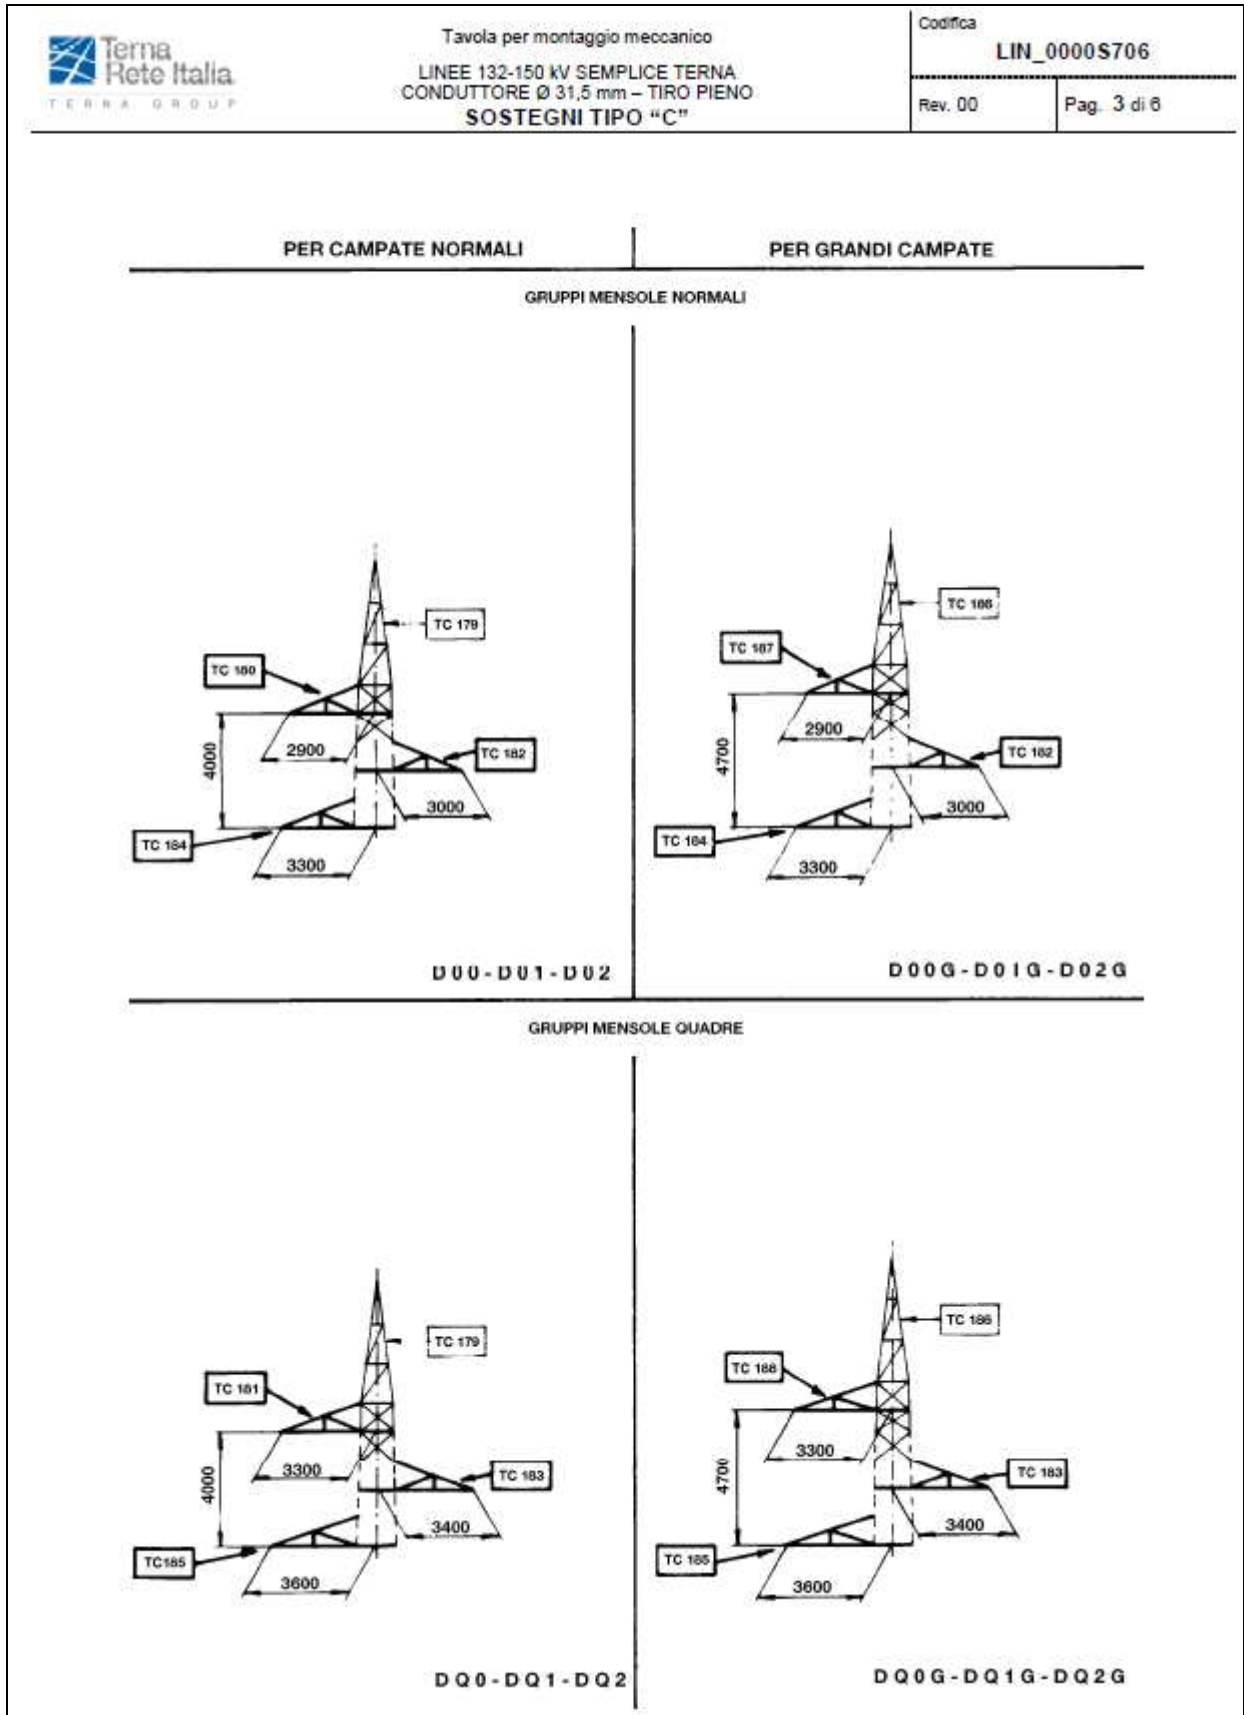 Terna
Rete Italia
TERNA GROUP
Tavola per montaggio meccanico
LINEE 132-150 kV SEMPLICE TERNA
CONDUTTORE Ø 31,5 mm – TIRO PIENO
SOSTEGNI TIPO “C”
Codifica
LIN_0000S706
Rev. 00
Pag. 3 di 6
PER CAMPATE NORMALI
PER GRANDI CAMPATE
GRUPPI MENSOLE NORMALI
TC 179
TC 180
2900
4000
TC 182
3000
TC 184
3300
D00-D01-D02
TC 186
TC 187
2900
4700
TC 182
3000
TC 184
3300
D00G-D01G-D02G
GRUPPI MENSOLE QUADRE
TC 179
TC 181
3300
4000
TC 183
3400
TC185
3600
DQ0-DQ1-DQ2
TC 186
TC 188
3300
4700
TC 183
3400
TC 185
3600
DQ0G-DQ1G-DQ2G